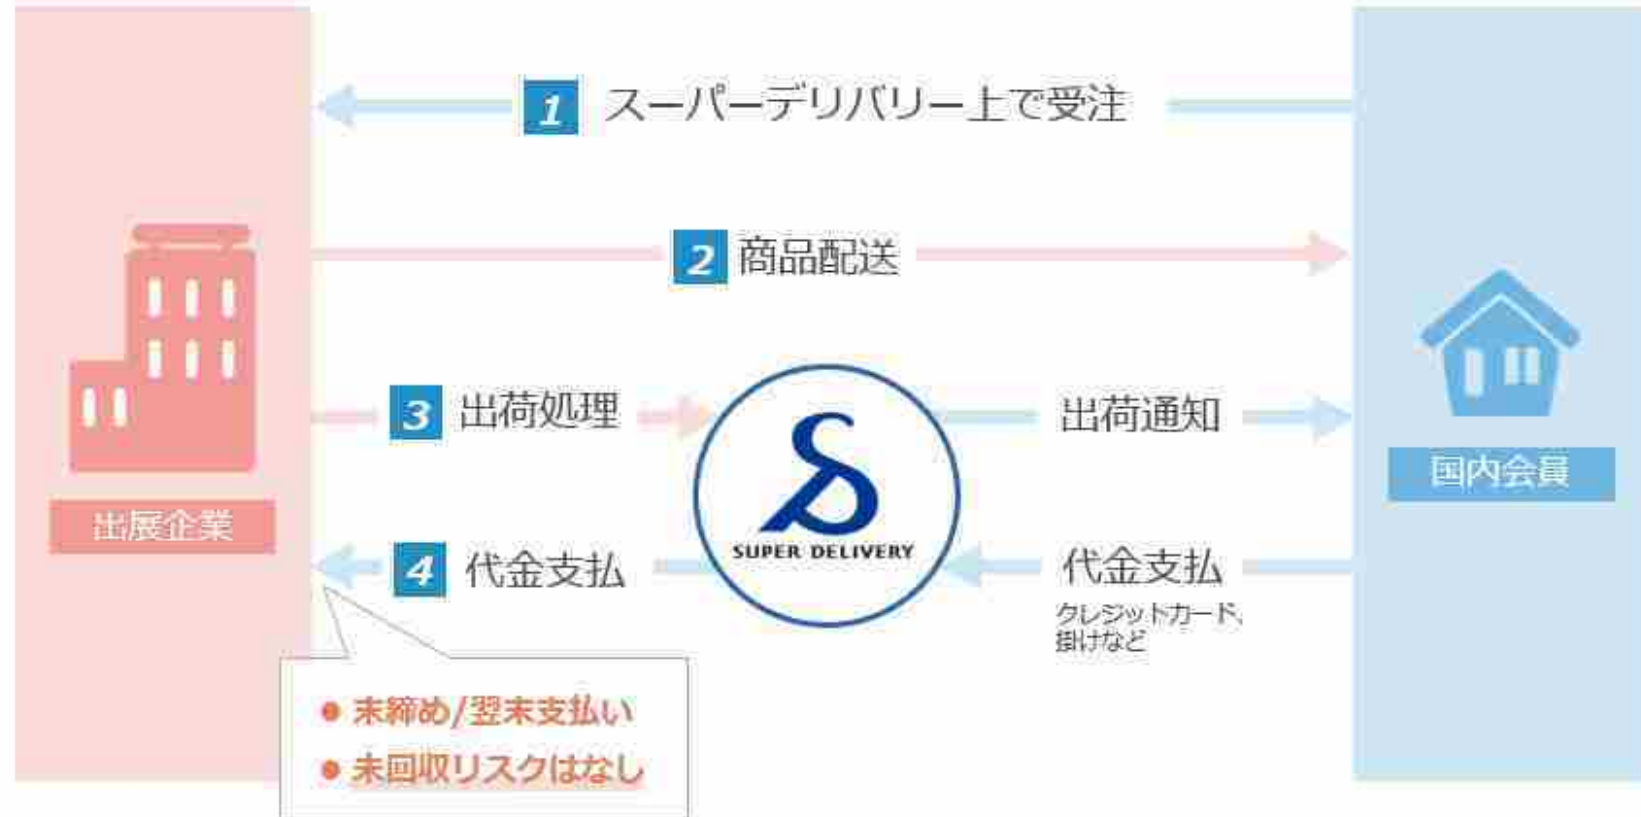 1 スーパーデリバリー上で受注
2 商品配送
3 出荷処理
出荷通知
SUPER DELIVERY
国内会員
出展企業
4 代金支払
代金支払
クレジットカード、
掛けなど
● 末締め/翌末支払い
● 未回収リスクはなし